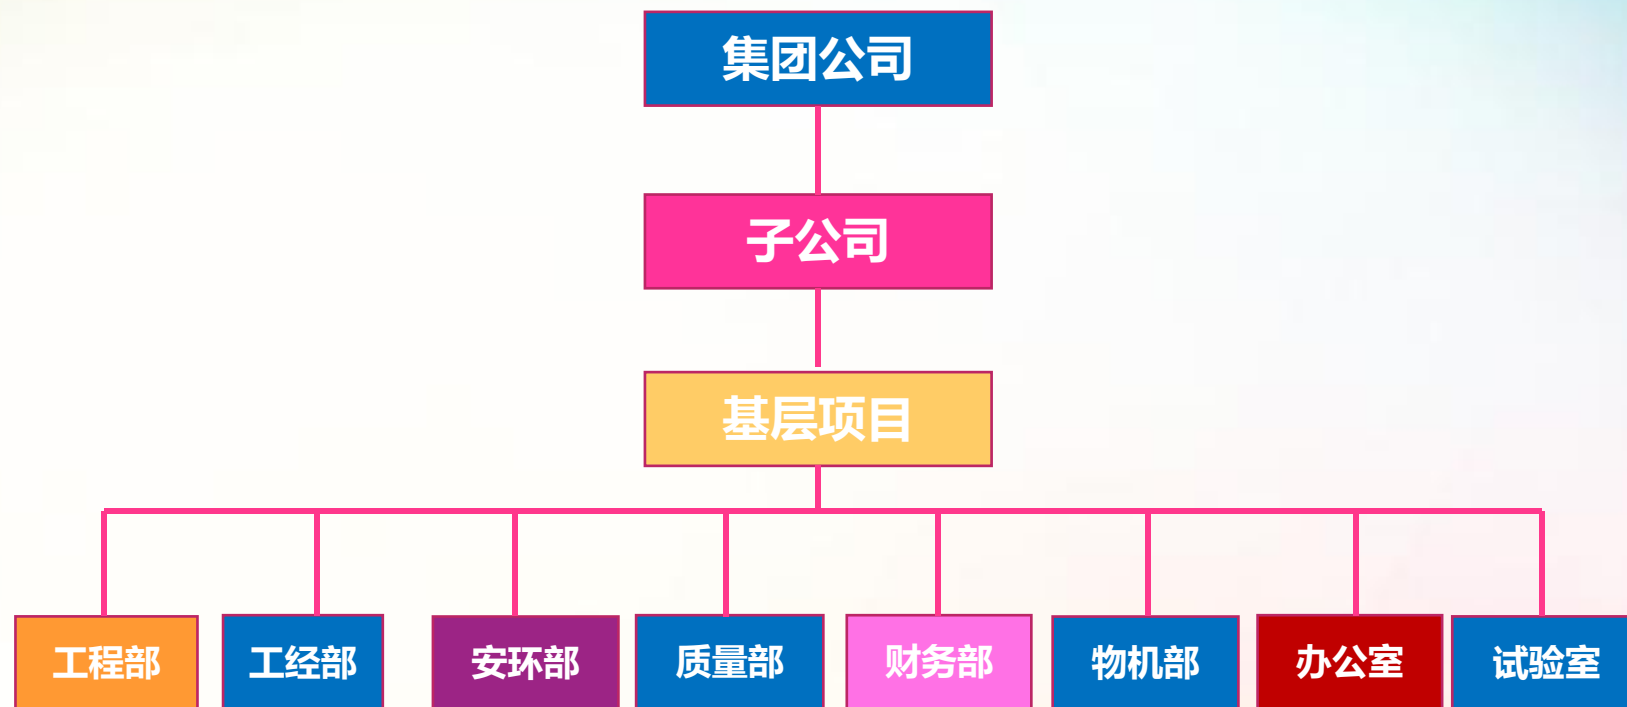 集团公司
子公司
基层项目
工程部
工经部
安环部
质量部
财务部
物机部
办公室
试验室